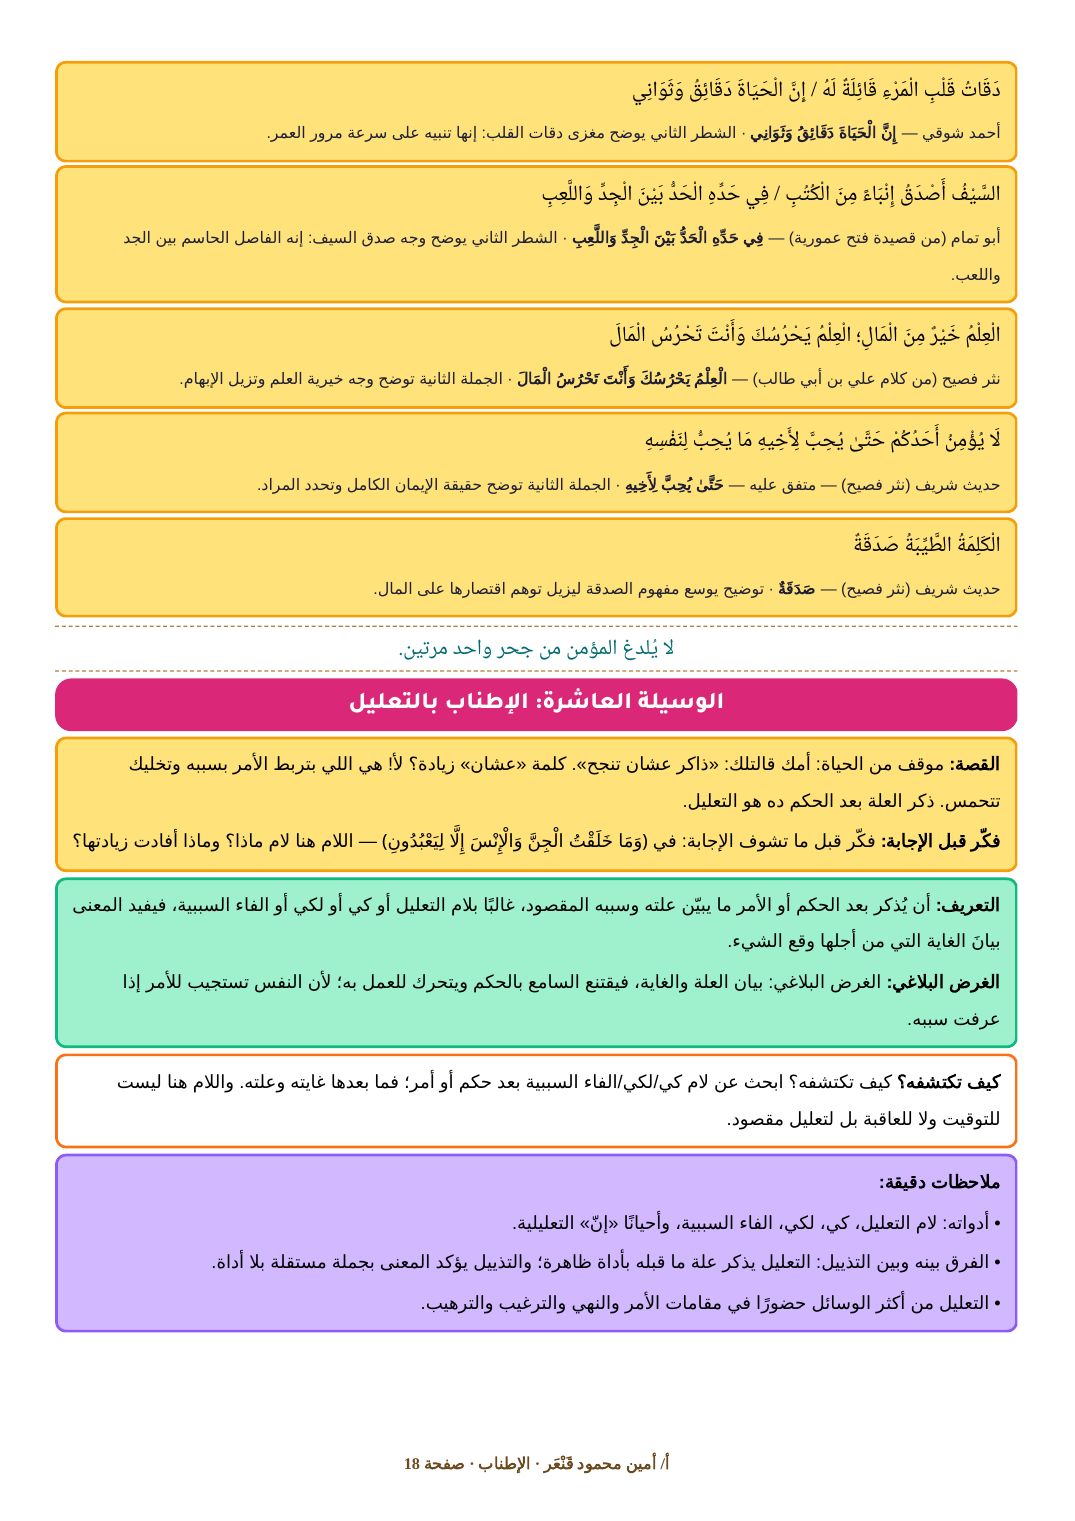 دَقَاتُ قَلْبِ الْمَرْءِ قَائِلَةٌ لَهُ / إِنَّ الْحَيَاةَ دَقَائِقُ وَثَوَانِي
أحمد شوقي — إِنَّ الْحَيَاةَ دَقَائِقُ وَثَوَانِي · الشطر الثاني يوضح مغزى دقات القلب: إنها تنبيه على سرعة مرور العمر.
السَّيْفُ أَصْدَقُ إِنْبَاءً مِنَ الْكُتُبِ / فِي حَدِّهِ الْحَدُّ بَيْنَ الْجِدِّ وَاللَّعِبِ
أبو تمام (من قصيدة فتح عمورية) — فِي حَدِّهِ الْحَدُّ بَيْنَ الْجِدِّ وَاللَّعِبِ · الشطر الثاني يوضح وجه صدق السيف: إنه الفاصل الحاسم بين الجد
واللعب.
الْعِلْمُ خَيْرٌ مِنَ الْمَالِ؛ الْعِلْمُ يَحْرُسُكَ وَأَنْتَ تَحْرُسُ الْمَالَ
نثر فصيح (من كلام علي بن أبي طالب) — الْعِلْمُ يَحْرُسُكَ وَأَنْتَ تَحْرُسُ الْمَالَ · الجملة الثانية توضح وجه خيرية العلم وتزيل الإبهام.
لَا يُؤْمِنُ أَحَدُكُمْ حَتَّىٰ يُحِبَّ لِأَخِيهِ مَا يُحِبُّ لِنَفْسِهِ
حديث شريف (نثر فصيح) — متفق عليه — حَتَّىٰ يُحِبَّ لِأَخِيهِ · الجملة الثانية توضح حقيقة الإيمان الكامل وتحدد المراد.
الْكَلِمَةُ الطَّيِّبَةُ صَدَقَةٌ
حديث شريف (نثر فصيح) — صَدَقَةٌ · توضيح يوسع مفهوم الصدقة ليزيل توهم اقتصارها على المال.
لا يُلدغ المؤمن من جحر واحد مرتين.
الوسيلة العاشرة: الإطناب بالتعليل
القصة: موقف من الحياة: أمك قالتلك: «ذاكر عشان تنجح». كلمة «عشان» زيادة؟ لأ! هي اللي بتربط الأمر بسببه وتخليك
تتحمس. ذكر العلة بعد الحكم ده هو التعليل.
فكّر قبل الإجابة: فكّر قبل ما تشوف الإجابة: في (وَمَا خَلَقْتُ الْجِنَّ وَالْإِنْسَ إِلَّا لِيَعْبُدُونِ) — اللام هنا لام ماذا؟ وماذا أفادت زيادتها؟
التعريف: أن يُذكر بعد الحكم أو الأمر ما يبيّن علته وسببه المقصود، غالبًا بلام التعليل أو كي أو لكي أو الفاء السببية، فيفيد المعنى
بيانَ الغاية التي من أجلها وقع الشيء.
الغرض البلاغي: الغرض البلاغي: بيان العلة والغاية، فيقتنع السامع بالحكم ويتحرك للعمل به؛ لأن النفس تستجيب للأمر إذا
عرفت سببه.
كيف تكتشفه؟ كيف تكتشفه؟ ابحث عن لام كي/لكي/الفاء السببية بعد حكم أو أمر؛ فما بعدها غايته وعلته. واللام هنا ليست
للتوقيت ولا للعاقبة بل لتعليل مقصود.
ملاحظات دقيقة:
• أدواته: لام التعليل، كي، لكي، الفاء السببية، وأحيانًا «إنّ» التعليلية.
• الفرق بينه وبين التذييل: التعليل يذكر علة ما قبله بأداة ظاهرة؛ والتذييل يؤكد المعنى بجملة مستقلة بلا أداة.
• التعليل من أكثر الوسائل حضورًا في مقامات الأمر والنهي والترغيب والترهيب.
أ/ أمين محمود قَنْعَر · الإطناب · صفحة 18